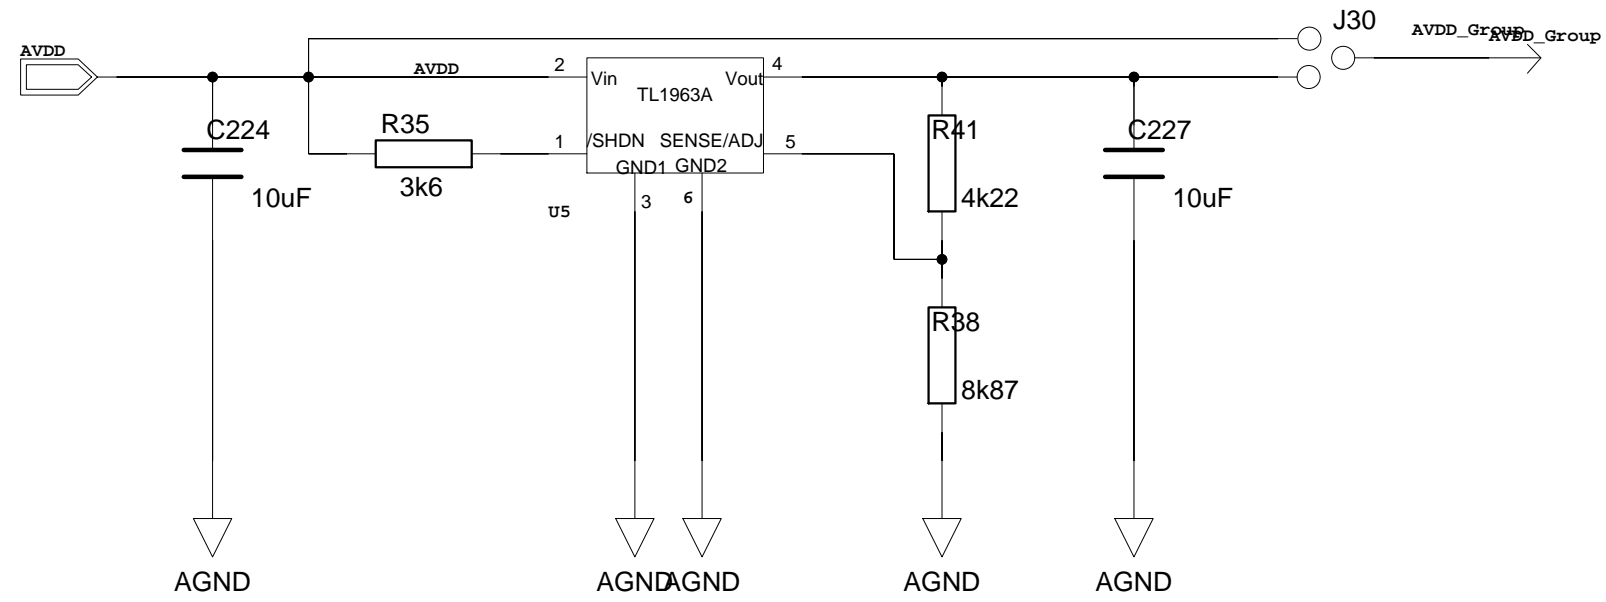 J30
AVDD_Group
AVDD_Group
AVDD
AVDD
2
Vin
Vout
4
TL1963A
C224
R35
1
/SHDN
SENSE/ADJ
5
R41
C227
GND1
GND2
10uF
3k6
U5
3
6
4k22
10uF
R38
8k87
AGND
AGND
AGND
AGND
AGND